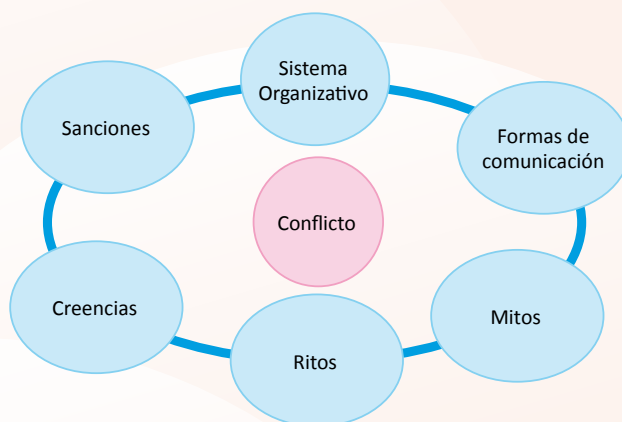 Sistema
Organizativo
Sanciones
Formas de
comunicación
Conflicto
Creencias
Mitos
Ritos